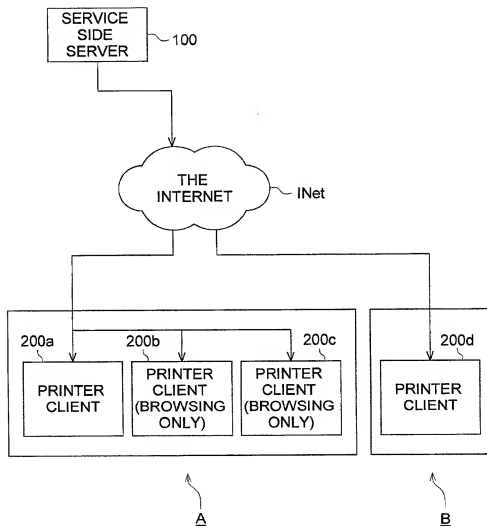 SERVICE
SIDE
SERVER
100
THE
INTERNET
INet
200a
200b
200c
200d
PRINTER CLIENT
PRINTER
CLIENT
(BROWSING
ONLY)
PRINTER
CLIENT
(BROWSING
ONLY)
PRINTER CLIENT
A
B